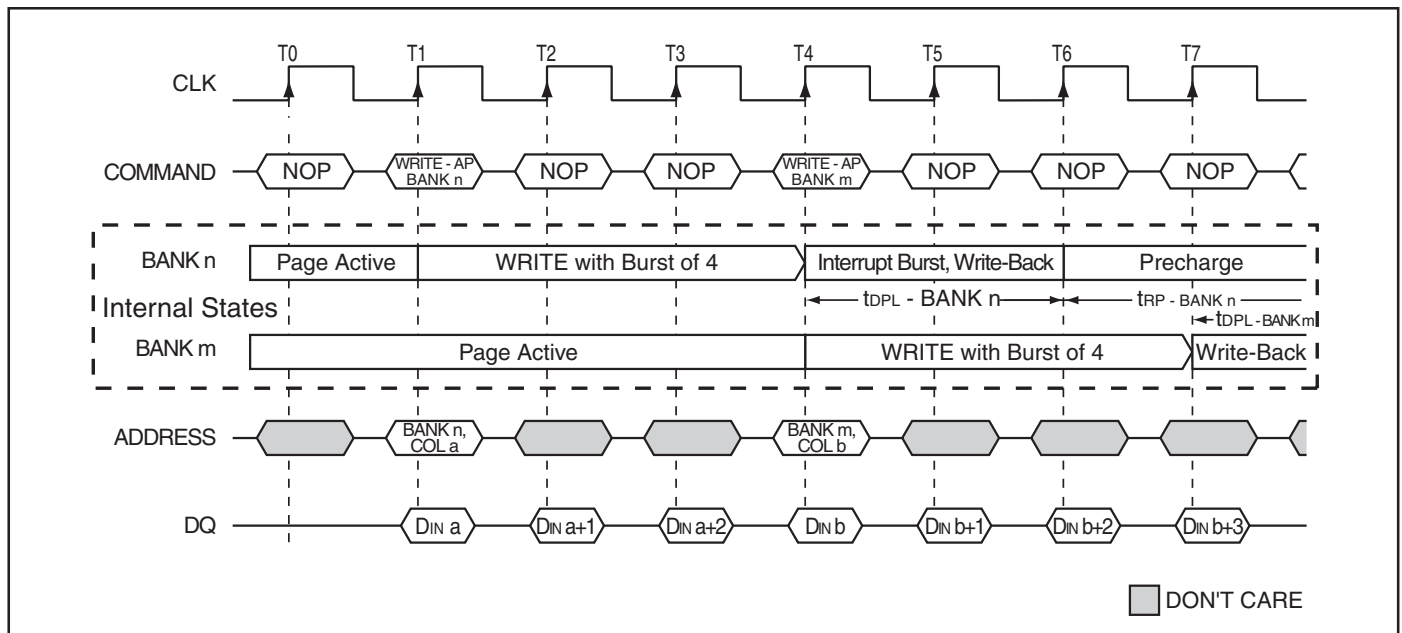 T0 T1 T2 T3 T4 T5 T6 T7
CLK
COMMAND NOP WRITE - AP BANK n NOP NOP WRITE - AP BANK m NOP NOP NOP
BANK n Page Active WRITE with Burst of 4 Interrupt Burst, Write-Back Precharge
Internal States tDPL - BANK n tRP - BANK n
tDPL - BANK m
BANK m Page Active WRITE with Burst of 4 Write-Back
ADDRESS BANK n, COL a BANK m, COL b
DQ DIN a DIN a+1 DIN a+2 DIN b DIN b+1 DIN b+2 DIN b+3
DON'T CARE